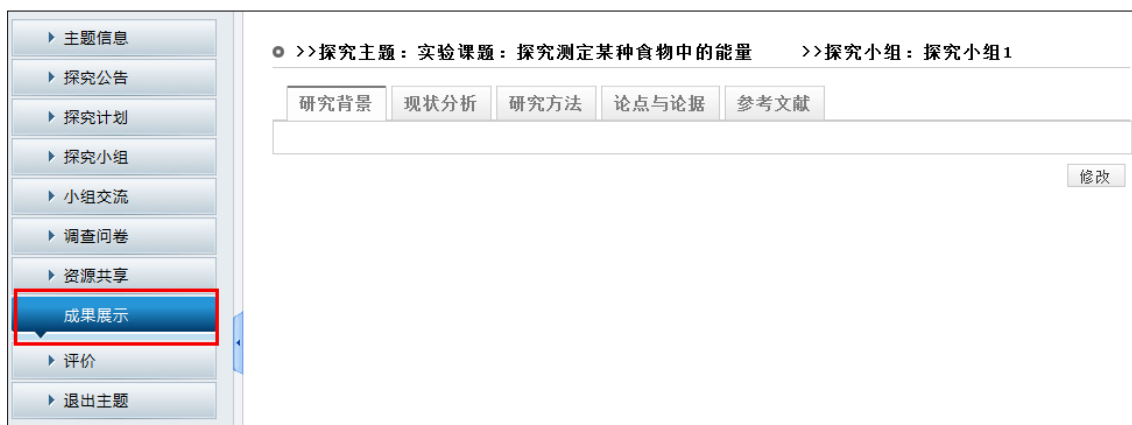 主题信息
探究公告
探究计划
探究小组
小组交流
调查问卷
资源共享
成果展示
评价
退出主题
>>探究主题：实验课题：探究测定某种食物中的能量 >>探究小组：探究小组1
研究背景 现状分析 研究方法 论点与论据 参考文献
修改